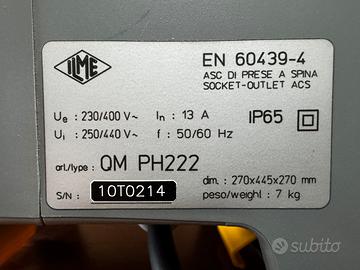 ILME
EN 60439-4
ASC DI PRESE A SPINA
SOCKET-OUTLET ACS
Ue : 230/400 V~ In : 13 A IP65
Ui : 250/440 V~ f : 50/60 Hz
art./type : QM PH222
S/N : 10T0214
dim. : 270x445x270 mm
peso/weight : 7 kg
subito